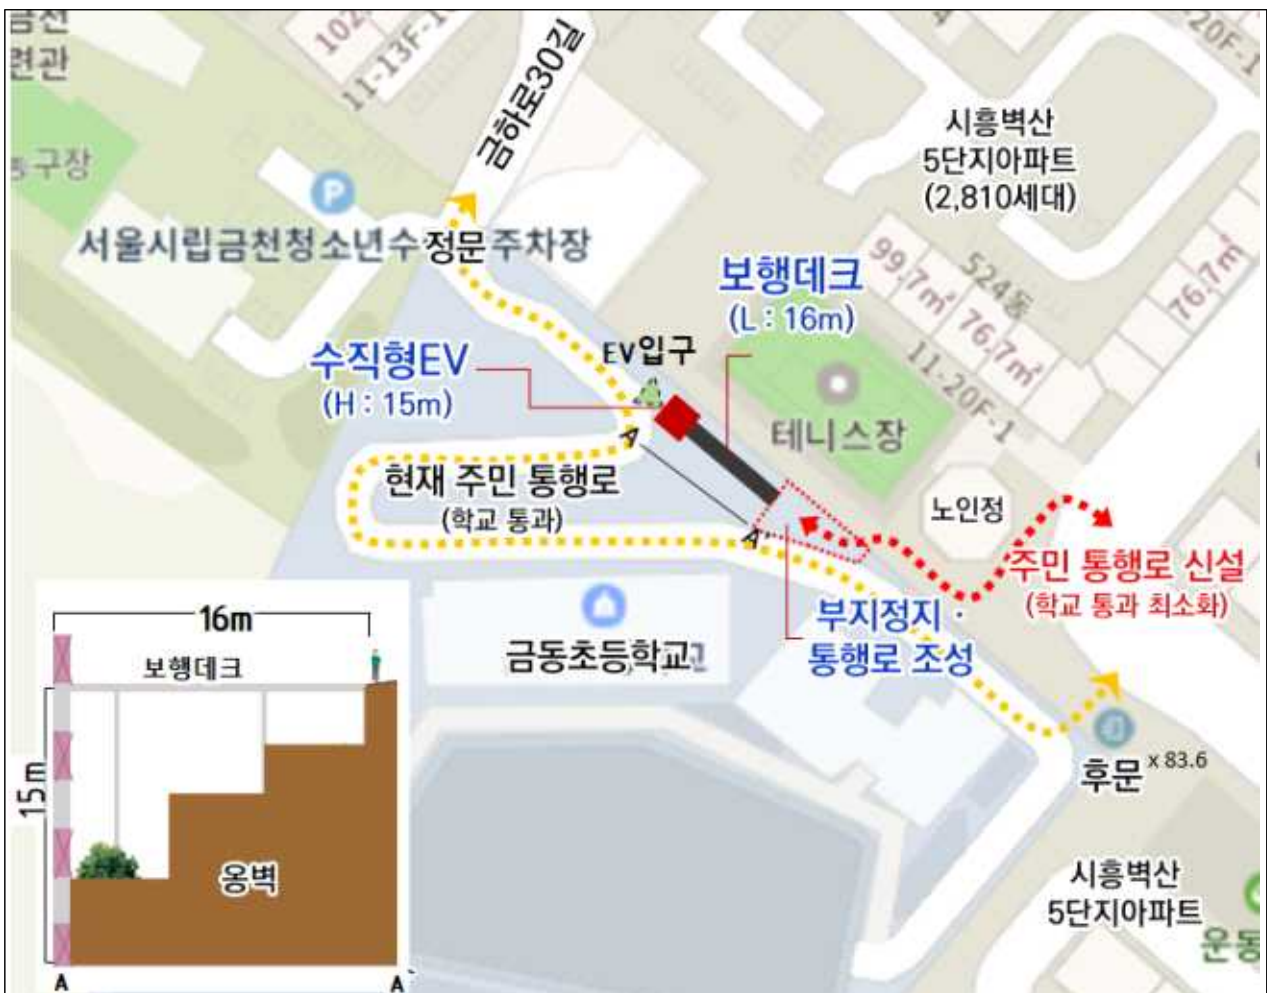 금천
련관
102
11-13F-1
금하로30길
20F-1
구장
P
서울시립금천청소년수
정문
주차장
시흥벽산
5단지아파트
(2,810세대)
99.7㎡
524동
76.7㎡
76.7㎡
11-20F-1
보행데크
(L : 16m)
수직형EV
(H : 15m)
EV입구
테니스장
A
현재 주민 통행로
(학교 통과)
노인정
A'
주민 통행로 신설
(학교 통과 최소화)
부지정지 ·
통행로 조성
금동초등학교
16m
보행데크
15m
옹벽
A
A`
후문
x 83.6
시흥벽산
5단지아파트
운동